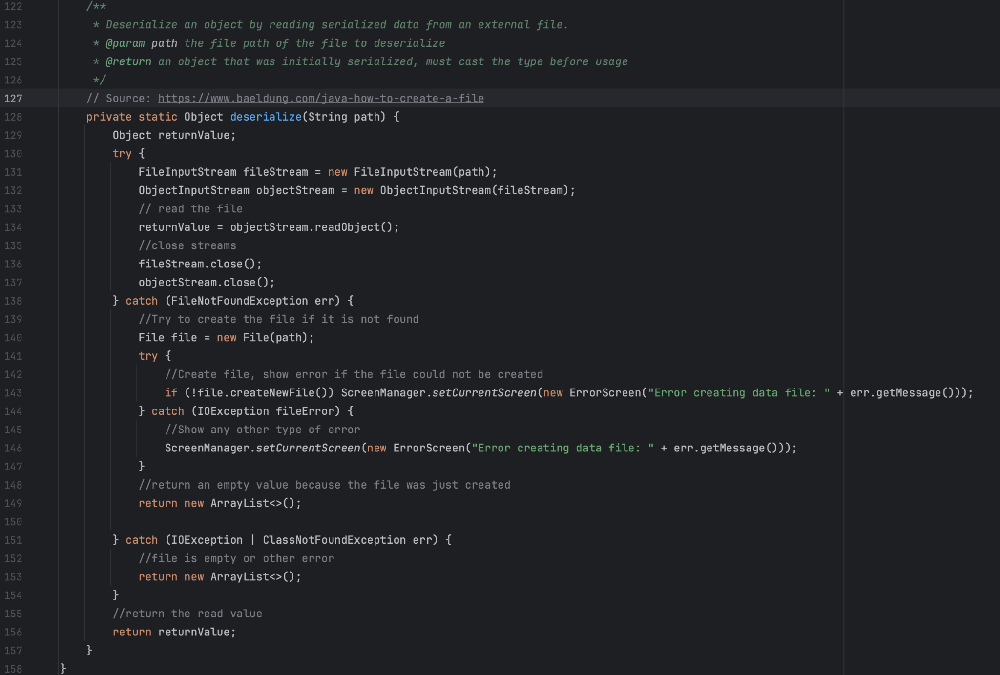 122 /**
123  * Deserialize an object by reading serialized data from an external file.
124  * @param path the file path of the file to deserialize
125  * @return an object that was initially serialized, must cast the type before usage
126  */
127 // Source: https://www.baeldung.com/java-how-to-create-a-file
128 private static Object deserialize(String path) {
129     Object returnValue;
130     try {
131         FileInputStream fileStream = new FileInputStream(path);
132         ObjectInputStream objectStream = new ObjectInputStream(fileStream);
133         // read the file
134         returnValue = objectStream.readObject();
135         //close streams
136         fileStream.close();
137         objectStream.close();
138     } catch (FileNotFoundException err) {
139         //Try to create the file if it is not found
140         File file = new File(path);
141         try {
142             //Create file, show error if the file could not be created
143             if (!file.createNewFile()) ScreenManager.setCurrentScreen(new ErrorScreen("Error creating data file: " + err.getMessage()));
144         } catch (IOException fileError) {
145             //Show any other type of error
146             ScreenManager.setCurrentScreen(new ErrorScreen("Error creating data file: " + err.getMessage()));
147         }
148         //return an empty value because the file was just created
149         return new ArrayList<>();
150
151     } catch (IOException | ClassNotFoundException err) {
152         //file is empty or other error
153         return new ArrayList<>();
154     }
155     //return the read value
156     return returnValue;
157 }
158 }